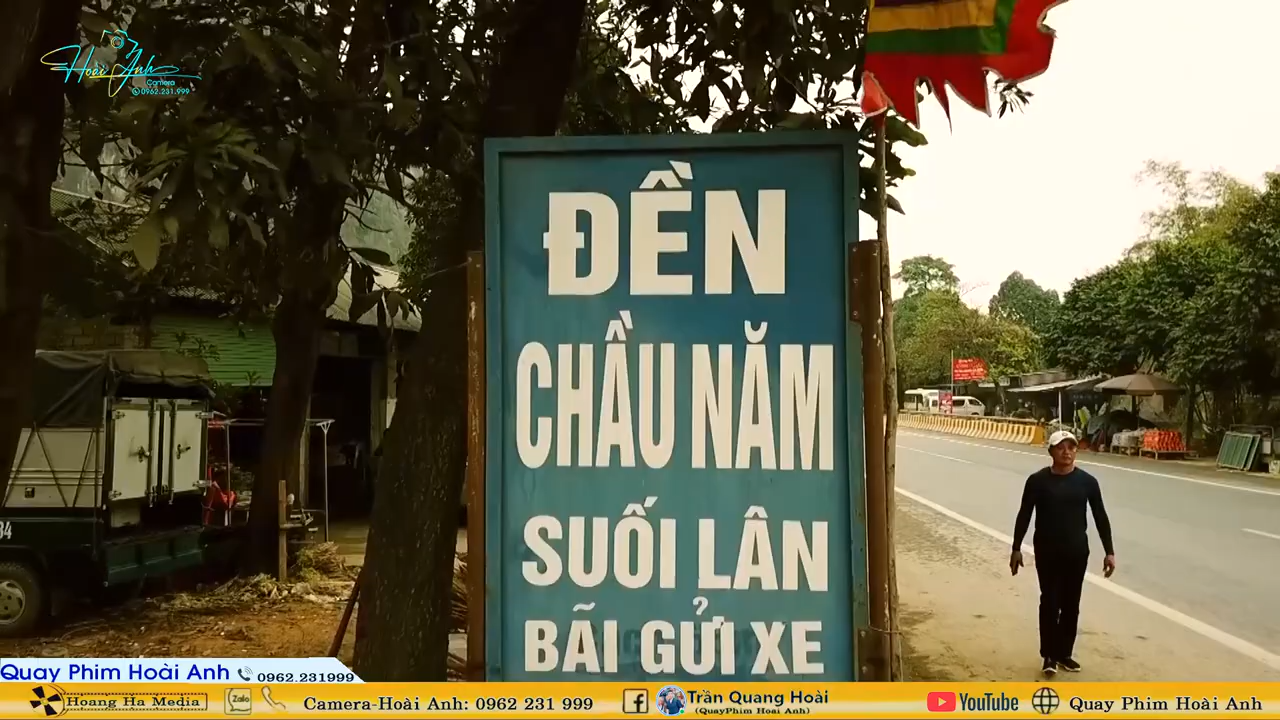 Hoài Anh
Camera
0962.231.999
ĐỀN
CHẦU NĂM
SUỐI LÂN
BÃI GỬI XE
34
Quay Phim Hoài Anh
0962.231999
Hoang Ha Media
Zalo
Camera-Hoài Anh: 0962 231 999
Trần Quang Hoài
(QuayPhim Hoai Anh)
YouTube
Quay Phim Hoài Anh